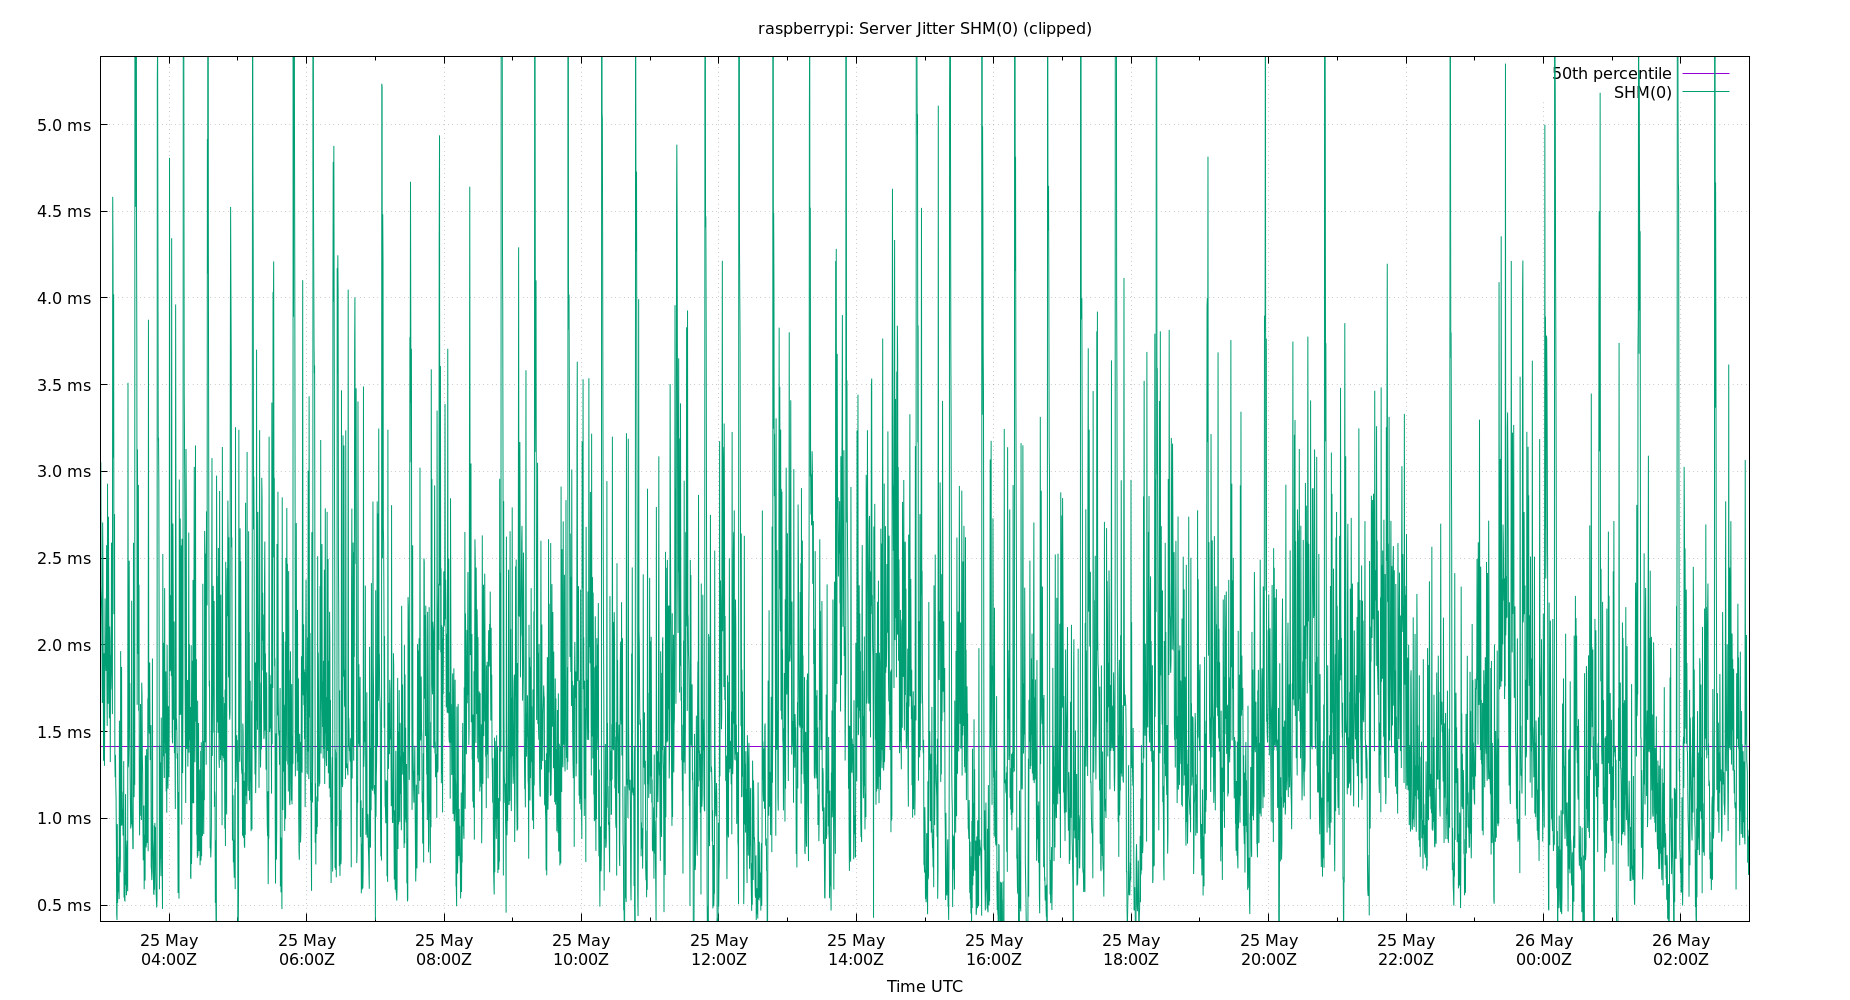 raspberrypi: Server Jitter SHM(0) (clipped)
50th percentile
SHM(0)
5.0 ms
4.5 ms
4.0 ms
3.5 ms
3.0 ms
2.5 ms
2.0 ms
1.5 ms
1.0 ms
0.5 ms
25 May 25 May 25 May 25 May 25 May 25 May 25 May 25 May 25 May 25 May 26 May 26 May
04:00Z 06:00Z 08:00Z 10:00Z 12:00Z 14:00Z 16:00Z 18:00Z 20:00Z 22:00Z 00:00Z 02:00Z
Time UTC